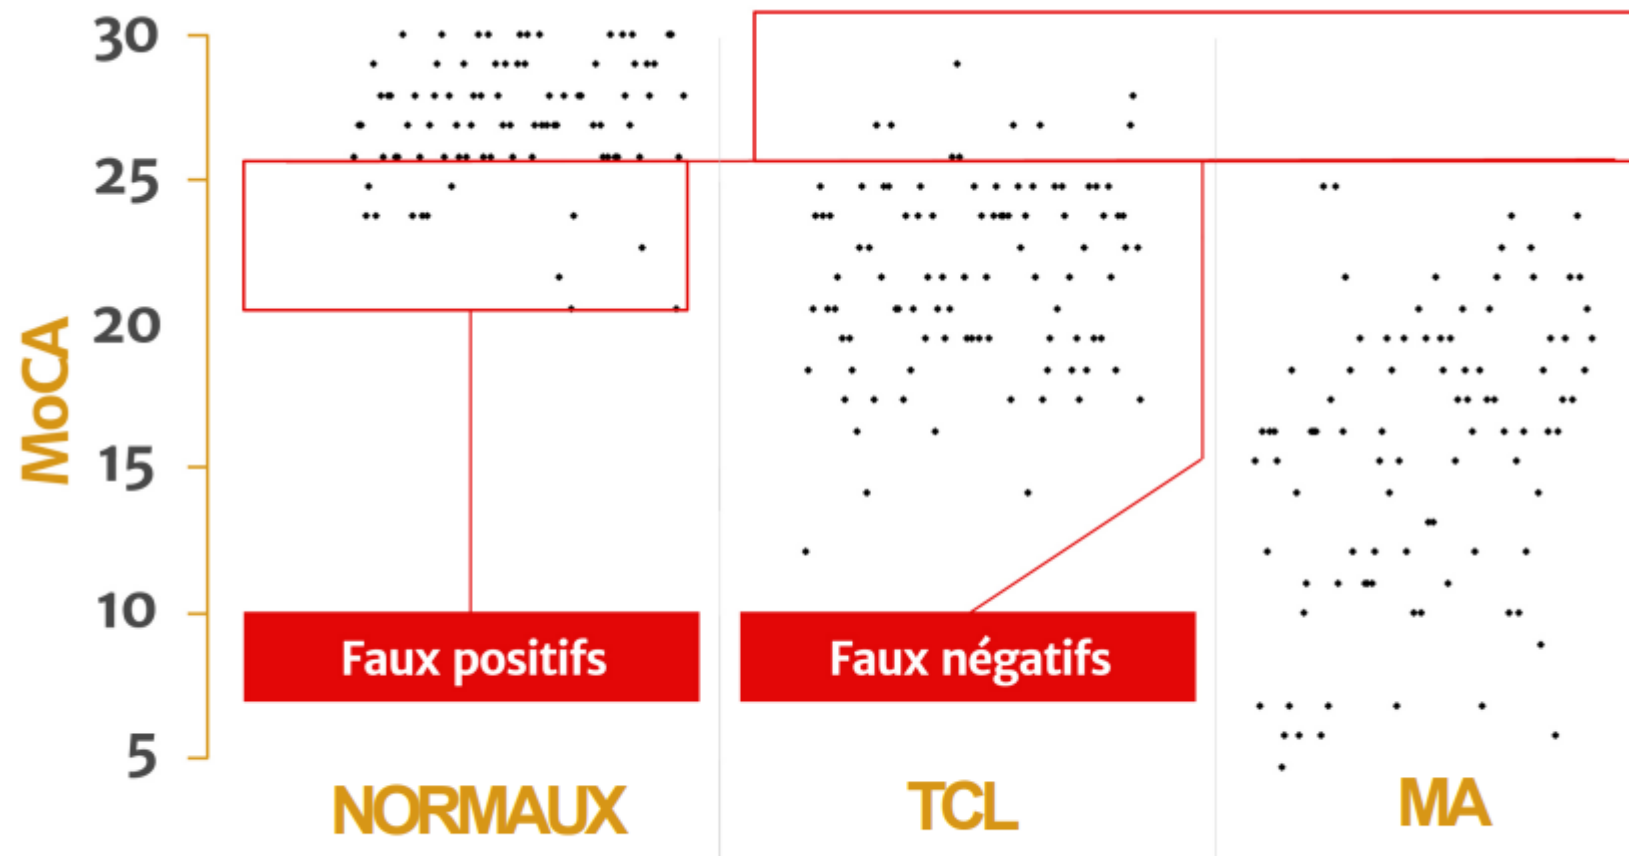 30
25
20
15
10
5
MoCA
Faux positifs
Faux négatifs
NORMAUX
TCL
MA